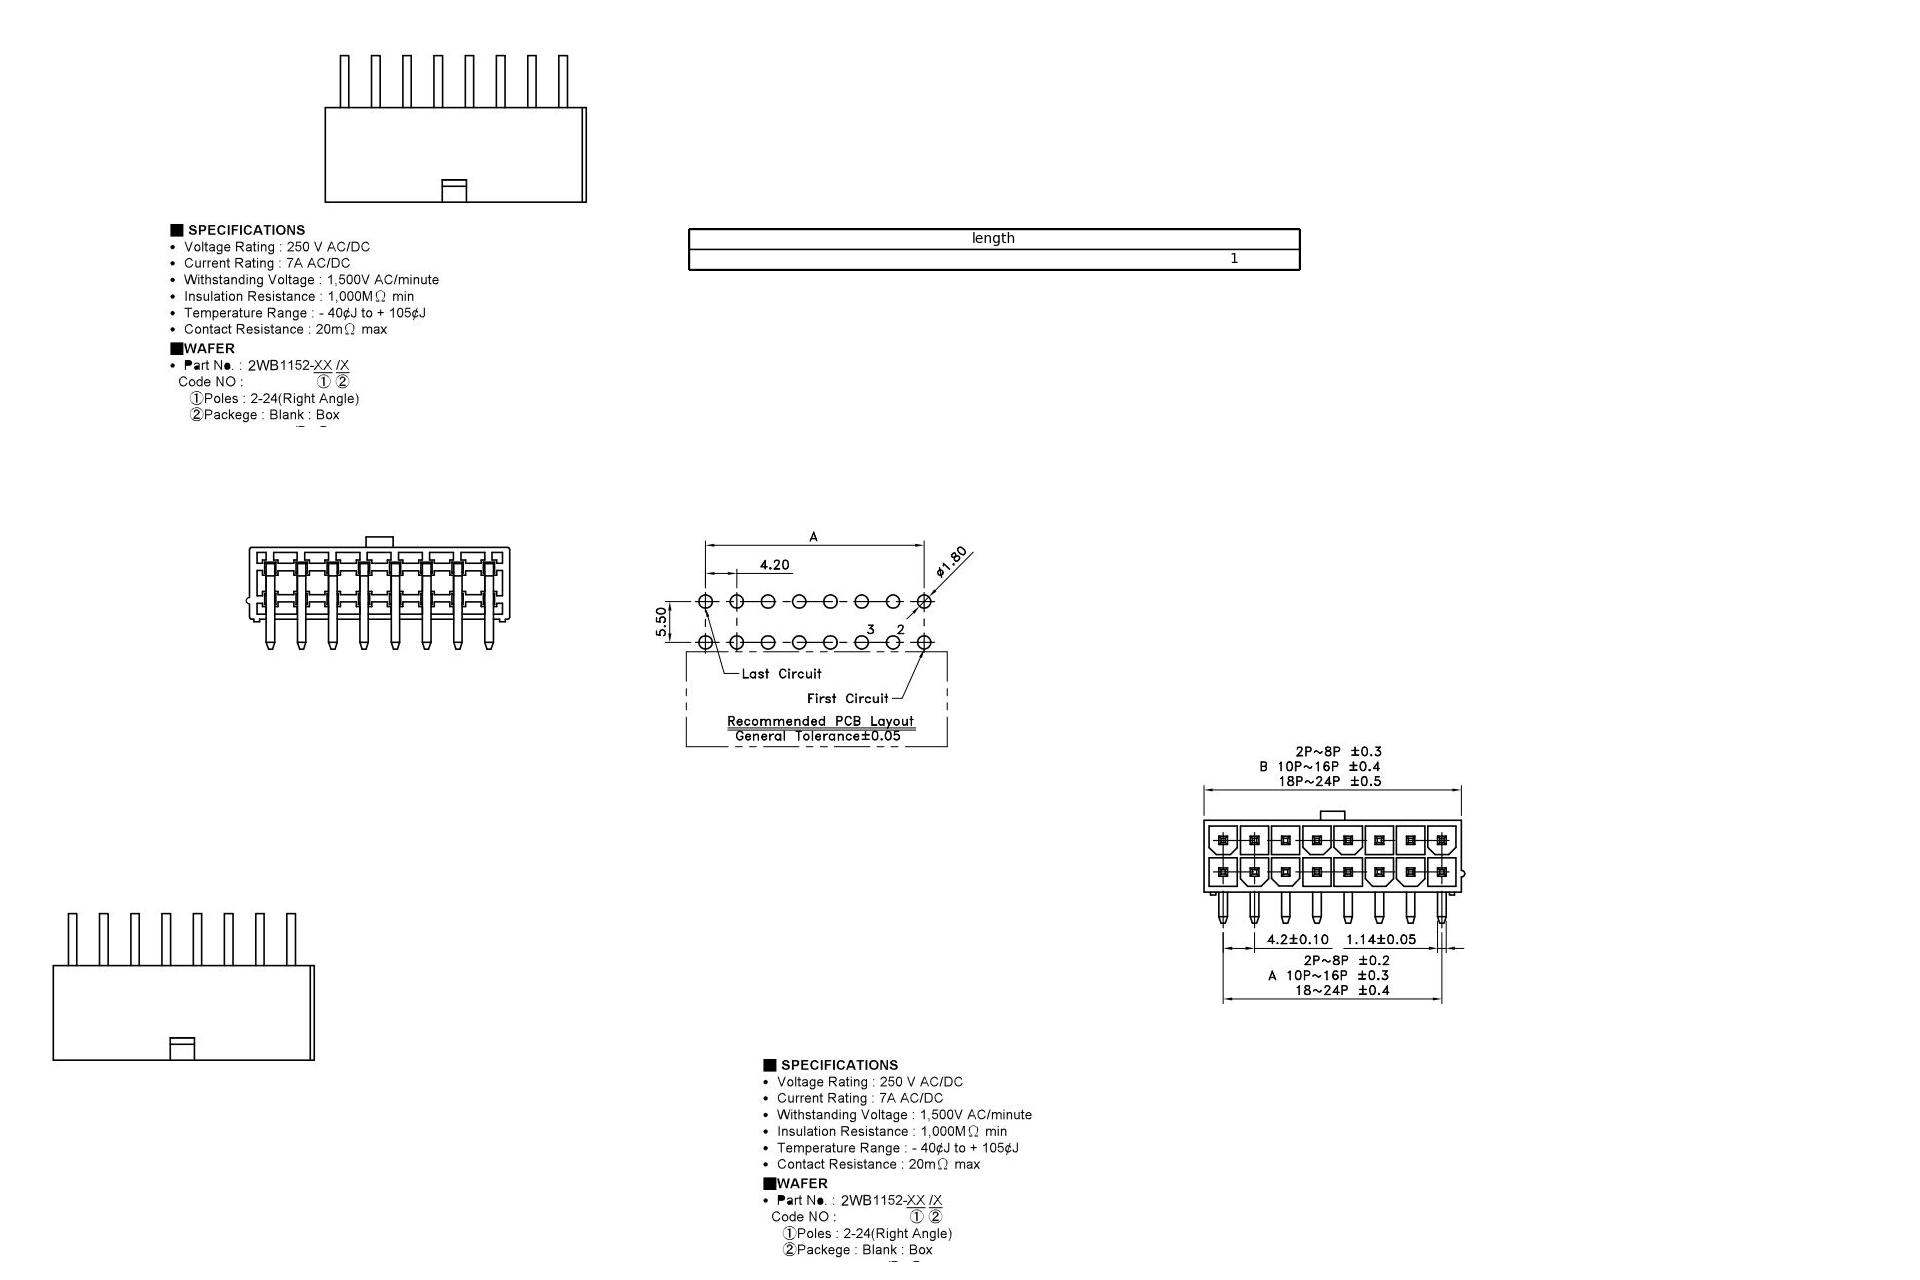 ■ SPECIFICATIONS
• Voltage Rating : 250 V AC/DC
• Current Rating : 7A AC/DC
• Withstanding Voltage : 1,500V AC/minute
• Insulation Resistance : 1,000MΩ min
• Temperature Range : - 40¢J to + 105¢J
• Contact Resistance : 20mΩ max
■WAFER
• Part No. : 2WB1152-XX /X
Code NO : ① ②
①Poles : 2-24(Right Angle)
②Packege : Blank : Box
length
1
A
4.20
ø1.80
5.50
3 2
Last Circuit
First Circuit
Recommended PCB Layout
General Tolerance±0.05
2P~8P ±0.3
B 10P~16P ±0.4
18P~24P ±0.5
4.2±0.10 1.14±0.05
2P~8P ±0.2
A 10P~16P ±0.3
18~24P ±0.4
■ SPECIFICATIONS
• Voltage Rating : 250 V AC/DC
• Current Rating : 7A AC/DC
• Withstanding Voltage : 1,500V AC/minute
• Insulation Resistance : 1,000MΩ min
• Temperature Range : - 40¢J to + 105¢J
• Contact Resistance : 20mΩ max
■WAFER
• Part No. : 2WB1152-XX /X
Code NO : ① ②
①Poles : 2-24(Right Angle)
②Packege : Blank : Box